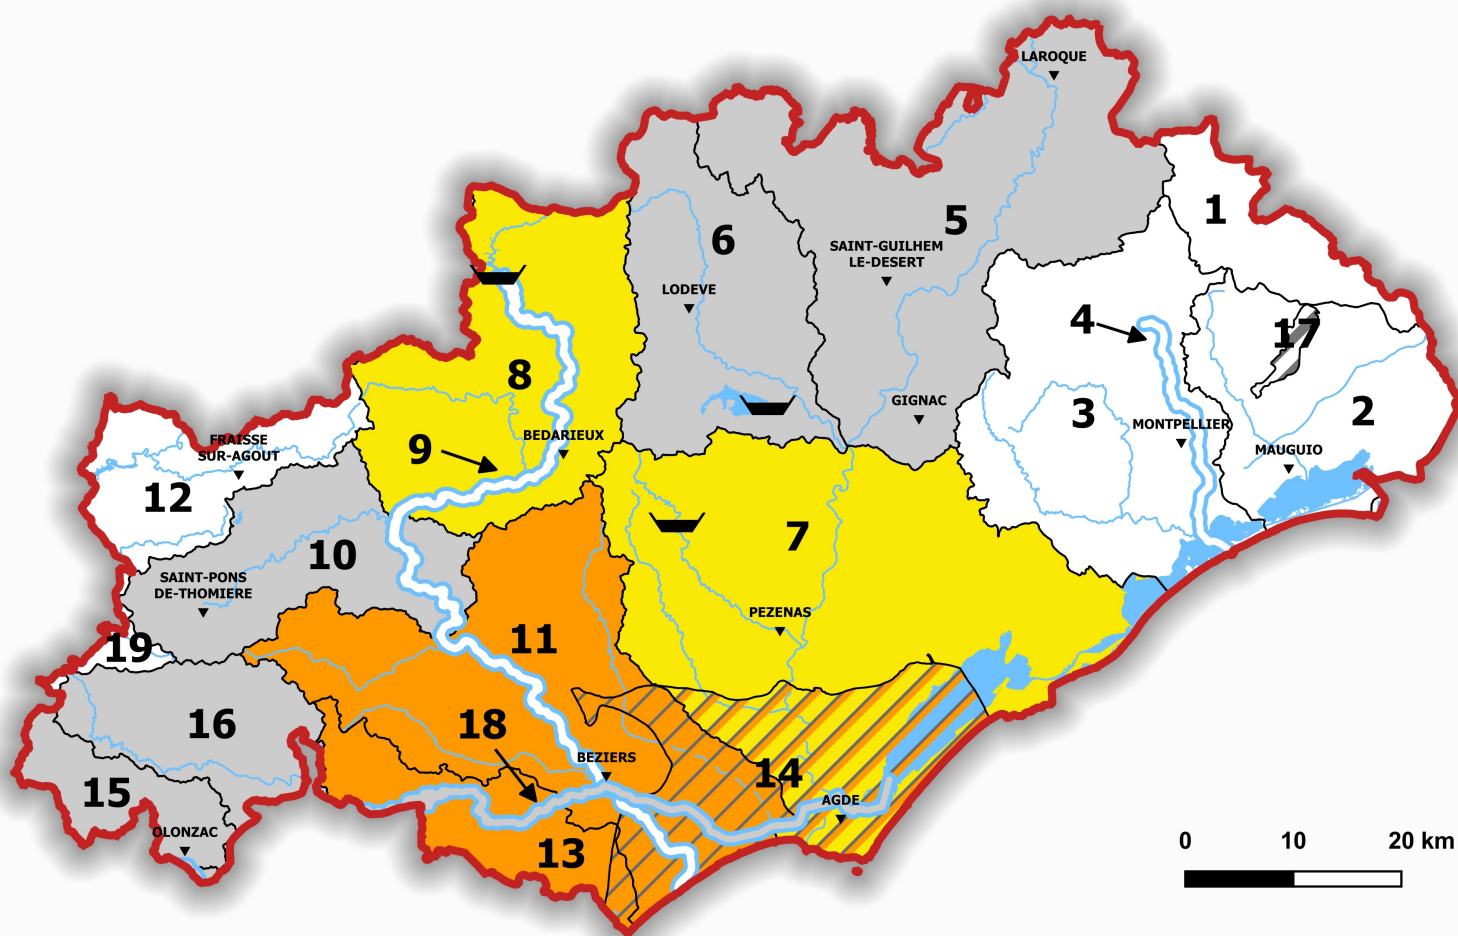 LAROQUE
1
5
6
SAINT-GUILHEM
LE-DESERT
LODEVE
4
17
8
GIGNAC
3
2
MONTPELLIER
BEDARIEUX
FRAISSE
SUR-AGOUT
9
MAUGUIO
12
7
10
SAINT-PONS
DE-THOMIERE
PEZENAS
11
19
16
18
BEZIERS
14
15
AGDE
OLONZAC
13
0 10 20 km